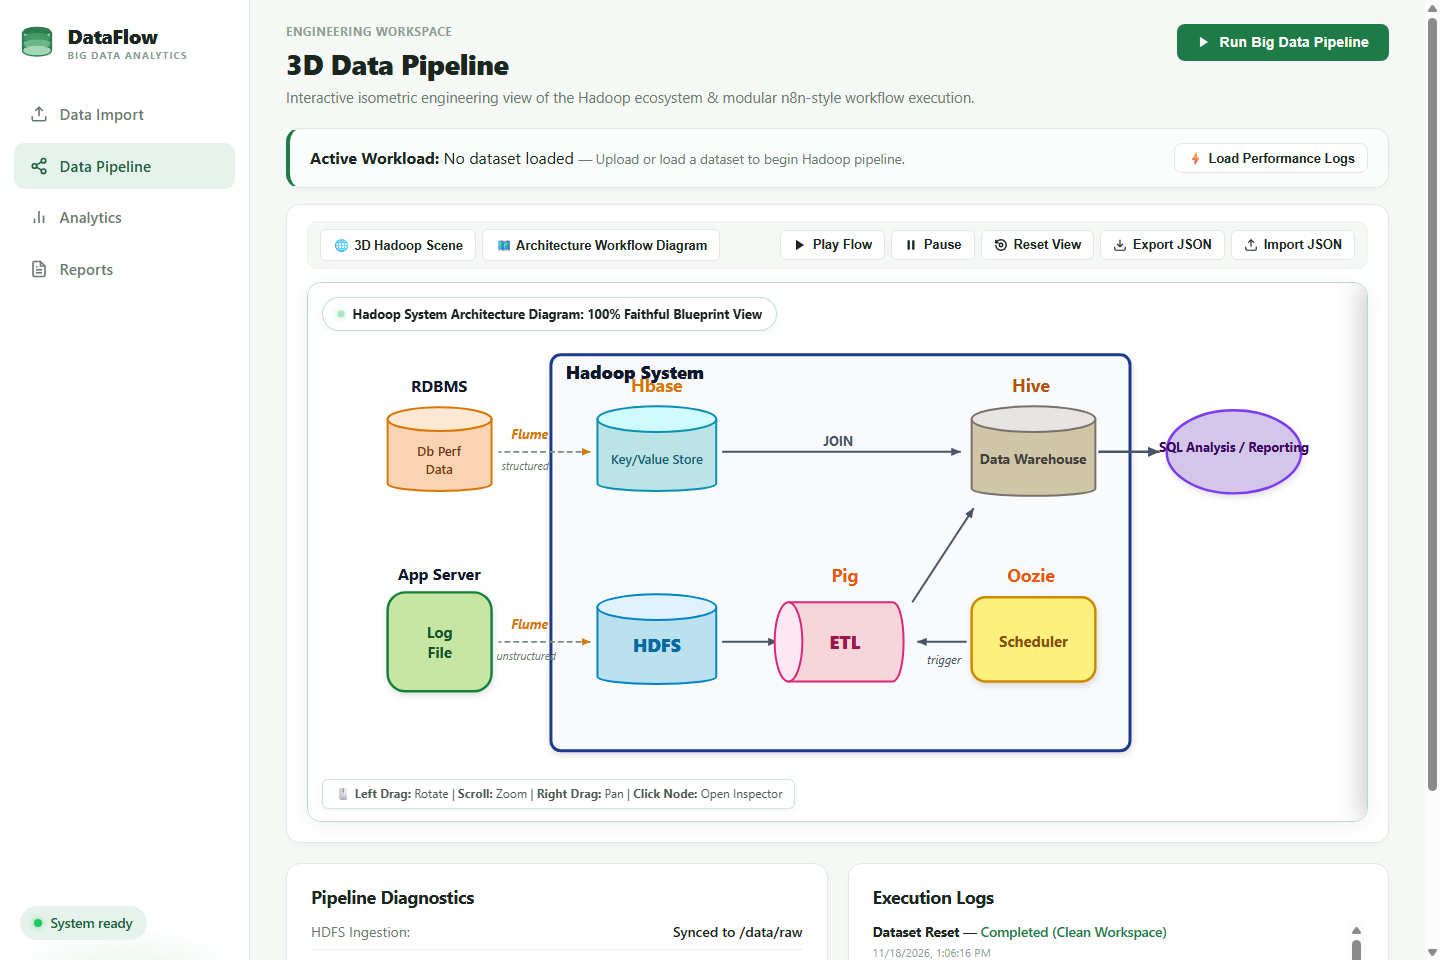 DataFlow
BIG DATA ANALYTICS
Data Import
Data Pipeline
Analytics
Reports
System ready
ENGINEERING WORKSPACE
3D Data Pipeline
Interactive isometric engineering view of the Hadoop ecosystem & modular n8n-style workflow execution.
Run Big Data Pipeline
Active Workload: No dataset loaded — Upload or load a dataset to begin Hadoop pipeline.
Load Performance Logs
3D Hadoop Scene
Architecture Workflow Diagram
Play Flow
Pause
Reset View
Export JSON
Import JSON
Hadoop System Architecture Diagram: 100% Faithful Blueprint View
Hadoop System
RDBMS
Hbase
Hive
Db Perf
Data
Flume
structured
Key/Value Store
JOIN
Data Warehouse
SQL Analysis / Reporting
App Server
Pig
Oozie
Log
File
Flume
unstructured
HDFS
ETL
trigger
Scheduler
Left Drag: Rotate | Scroll: Zoom | Right Drag: Pan | Click Node: Open Inspector
Pipeline Diagnostics
HDFS Ingestion:
Synced to /data/raw
Execution Logs
Dataset Reset — Completed (Clean Workspace)
11/18/2026, 1:06:16 PM